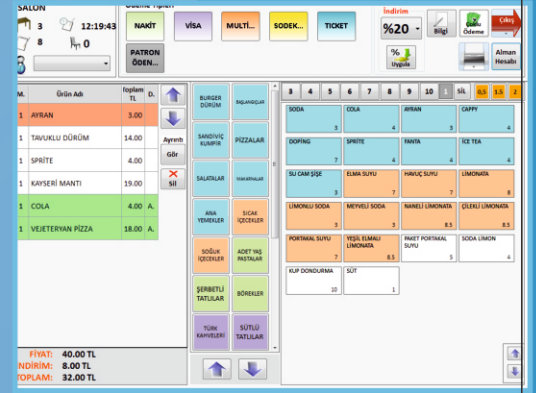 SALON
3 12:19:43
8 0
Ödeme Tipleri
NAKİT VİSA MULTİ... SODEK... TICKET
PATRON
ÖDEN...
İndirim
%20 Bilgi Çoklu Ödeme Çıkış
% Uygula Alman
Hesabı
M. Ürün Adı Toplam TL D.
1 AYRAN 3.00
1 TAVUKLU DÜRÜM 14.00
1 SPRİTE 4.00
1 KAYSERİ MANTI 19.00
1 COLA 4.00 A.
1 VEJETERYAN PİZZA 18.00 A.
Ayrıntı
Gör
Sil
FİYAT: 40.00 TL
NDİRİM: 8.00 TL
TOPLAM: 32.00 TL
BURGER
DÜRÜM
BAŞLANGIÇLAR
SANDİVİÇ
KUMPİR
PİZZALAR
SALATALAR
ANA
YEMEKLER
SICAK
İÇECEKLER
SOĞUK
İÇECEKLER
ADET YAŞ
PASTALAR
ŞERBETLİ
TATLILAR
BÖREKLER
TÜRK
KAHVELERİ
SÜTLÜ
TATLILAR
3 4 5 6 7 8 9 10 1 SİL 0,5 1.5 2
SODA 3
COLA 4
AYRAN 3
CAPPY 4
DOPİNG 7
SPRİTE 4
FANTA 4
ICE TEA 4
SU CAM ŞİŞE 3
ELMA SUYU 7
HAVUÇ SUYU 7
LİMONATA 8
LİMONLU SODA 3
MEYVELİ SODA 3
NANELİ LİMONATA 8.5
ÇİLEKLİ LİMONATA 8.5
PORTAKAL SUYU 7
YEŞİL ELMALI
LİMONATA 8.5
PAKET PORTAKAL
SUYU 5
SODA LİMON 4
KUP DONDURMA 10
SÜT 1